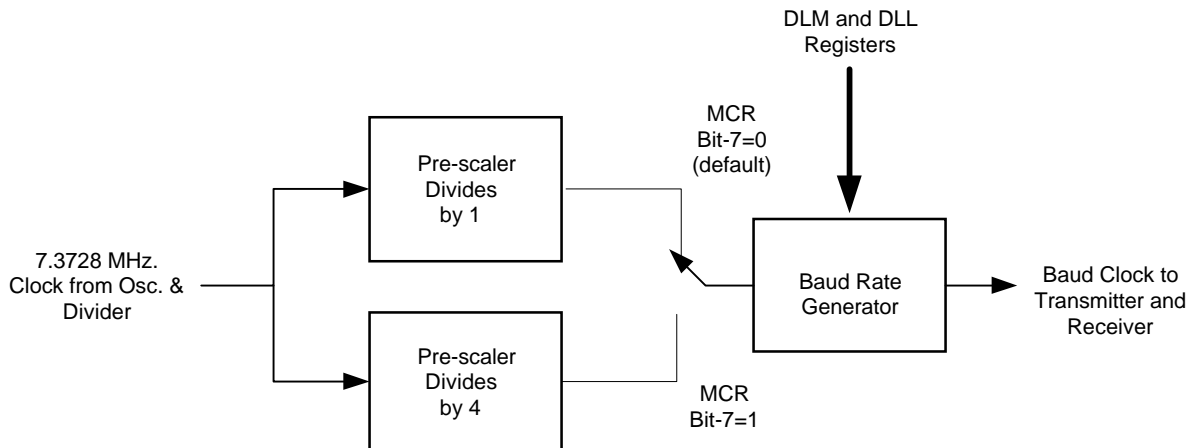 DLM and DLL
Registers
MCR
Bit-7=0
(default)
Pre-scaler
Divides
by 1
7.3728 MHz.
Clock from Osc. &
Divider
Baud Rate
Generator
Baud Clock to
Transmitter and
Receiver
Pre-scaler
Divides
by 4
MCR
Bit-7=1